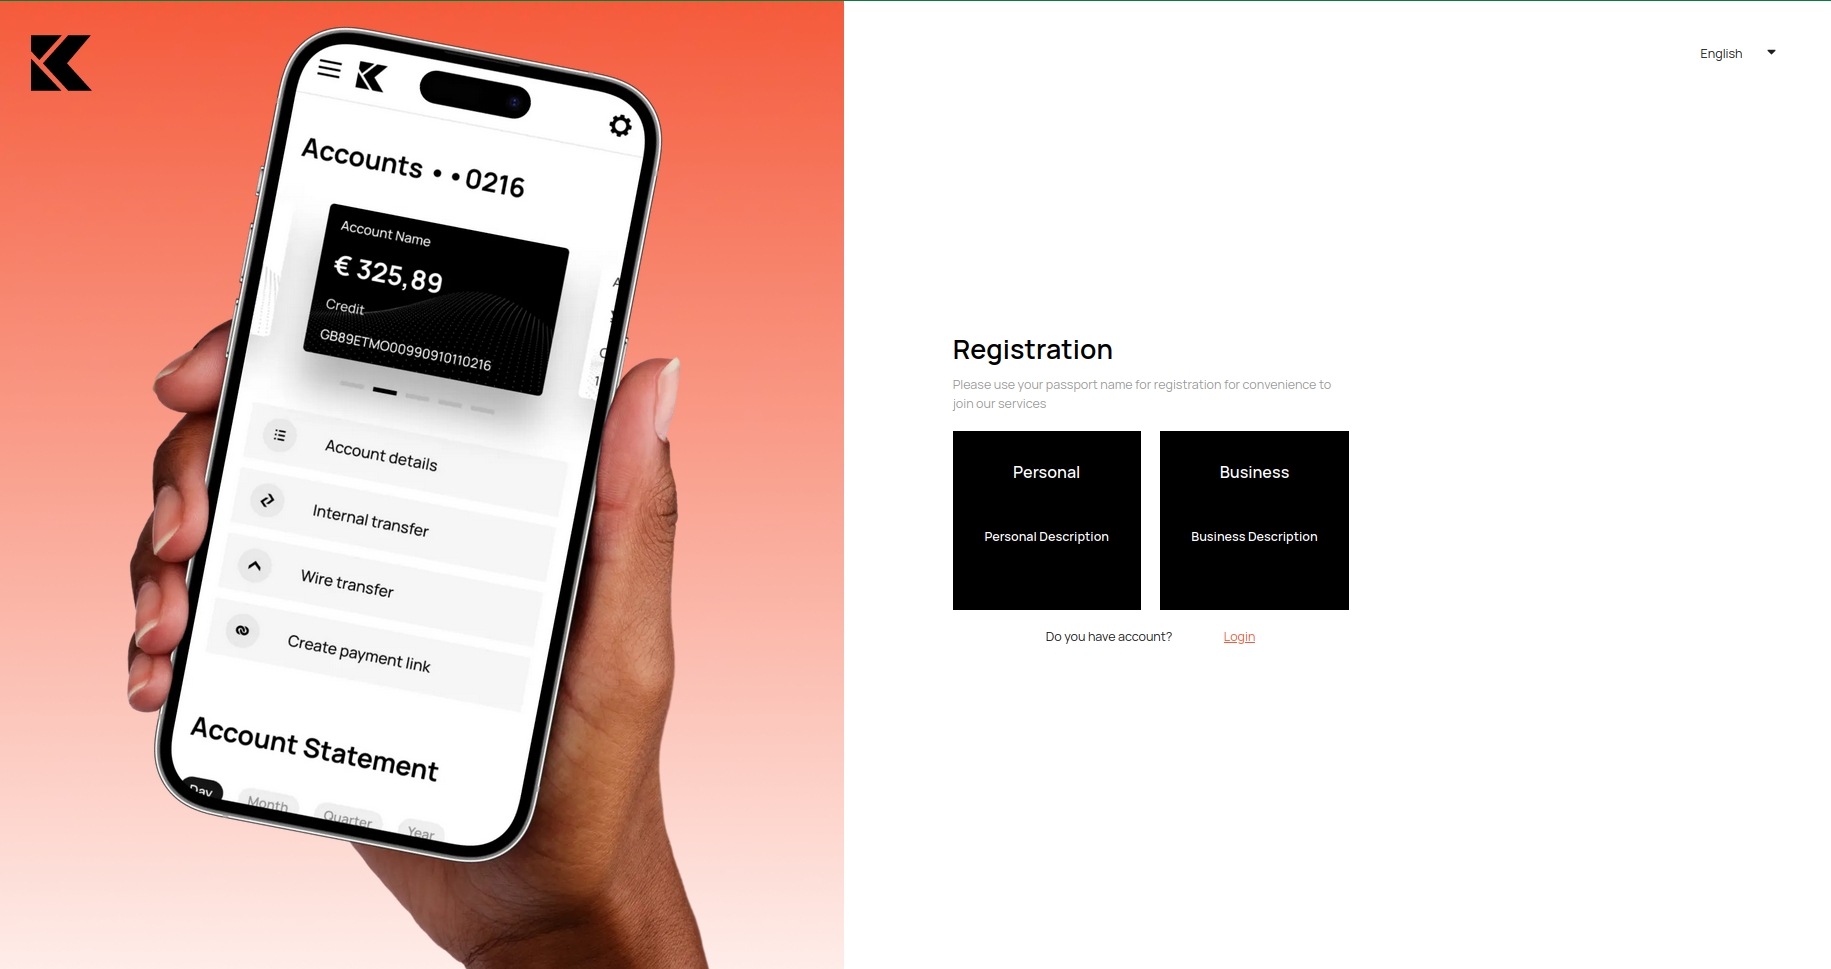 English
Accounts • • 0216
Account Name
€ 325,89
Credit
GB89ETMO00990910110216
Account details
Internal transfer
Wire transfer
Create payment link
Account Statement
Day
Month
Quarter
Year
Registration
Please use your passport name for registration for convenience to
join our services
Personal
Personal Description
Business
Business Description
Do you have account?
Login